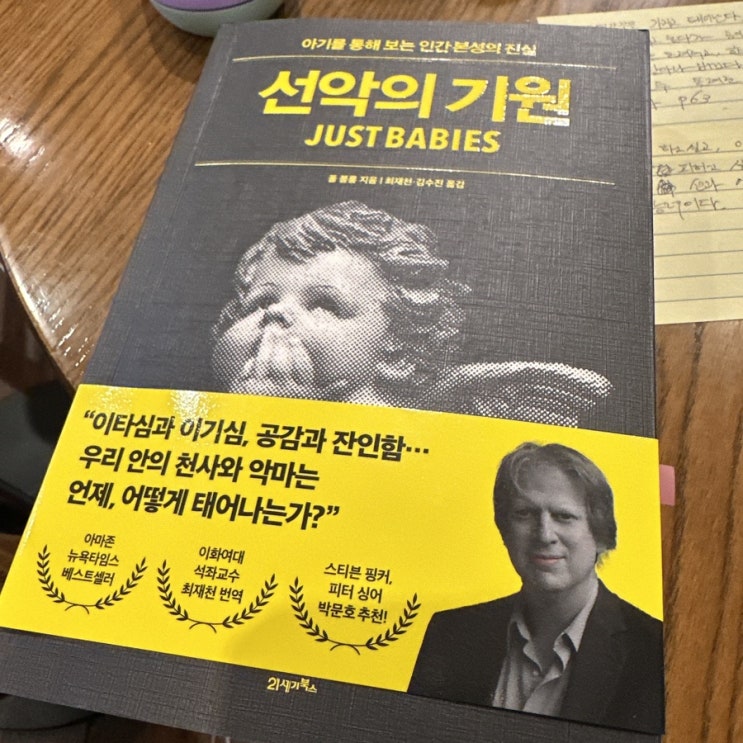 아기를 통해 보는 인간 본성의 진실
선악의 기원
JUST BABIES
폴 블룸 지음 | 최재천·김수진 옮김
“이타심과 이기심, 공감과 잔인함…
우리 안의 천사와 악마는
언제, 어떻게 태어나는가?”
아마존
뉴욕타임스
베스트셀러
이화여대
석좌교수
최재천 번역
스티븐 핑커,
피터 싱어
박문호 추천!
21세기북스
p63